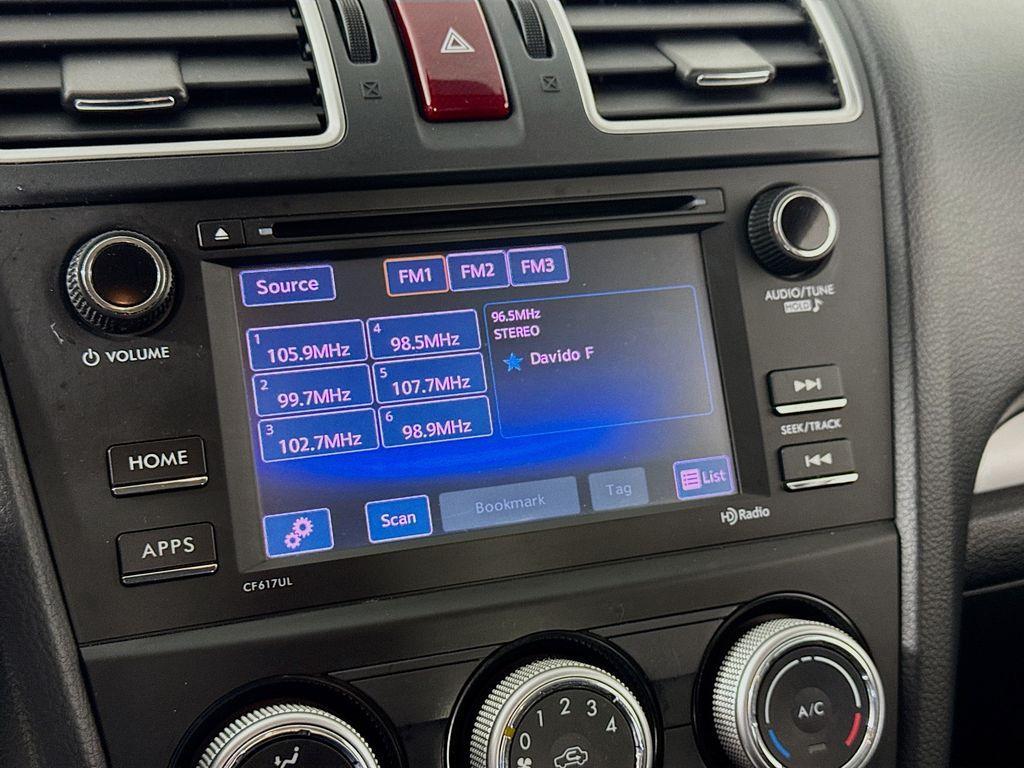 Source
FM1 FM2 FM3
1 105.9MHz
4 98.5MHz
2 99.7MHz
5 107.7MHz
3 102.7MHz
6 98.9MHz
96.5MHz
STEREO
Davido F
Scan
Bookmark
Tag
List
VOLUME
HOME
APPS
CF617UL
AUDIO/TUNE
HOLD
SEEK/TRACK
HD Radio
0 1 2 3 4
A/C